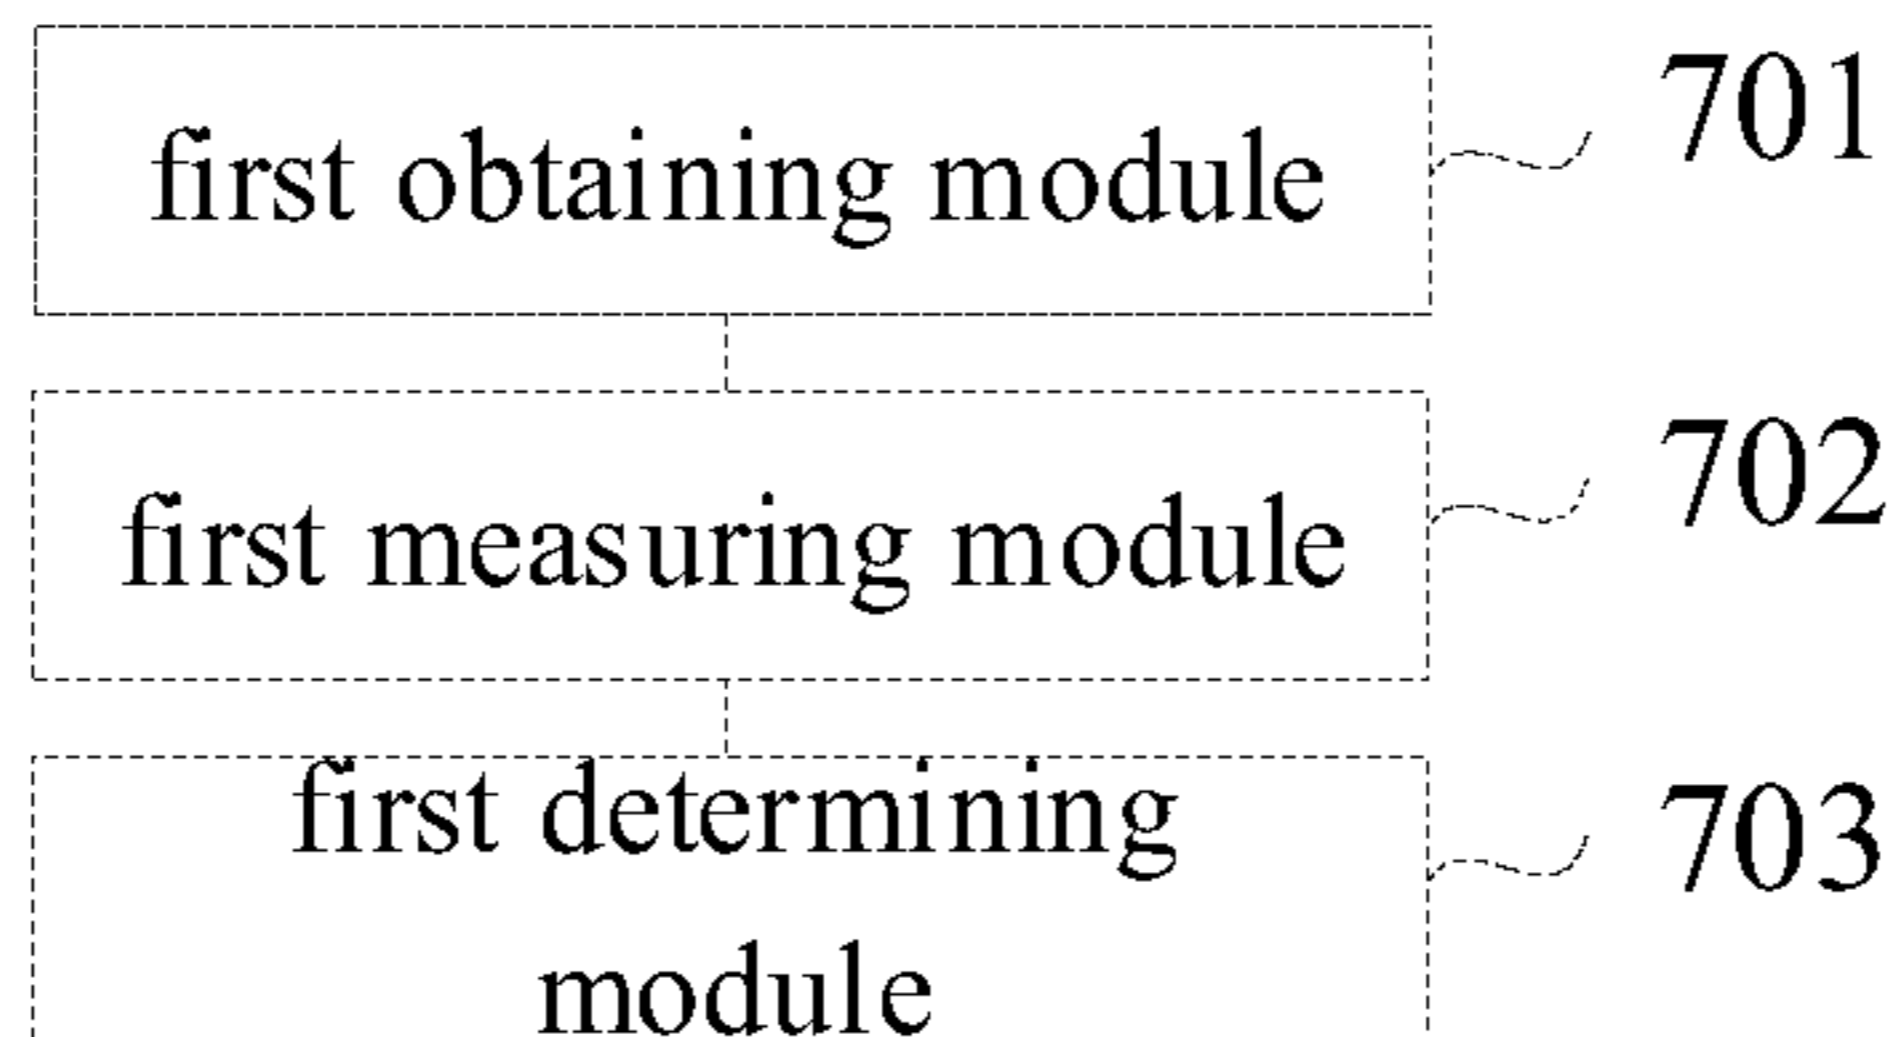 first obtaining module
701
first measuring module
702
first determining
module
703